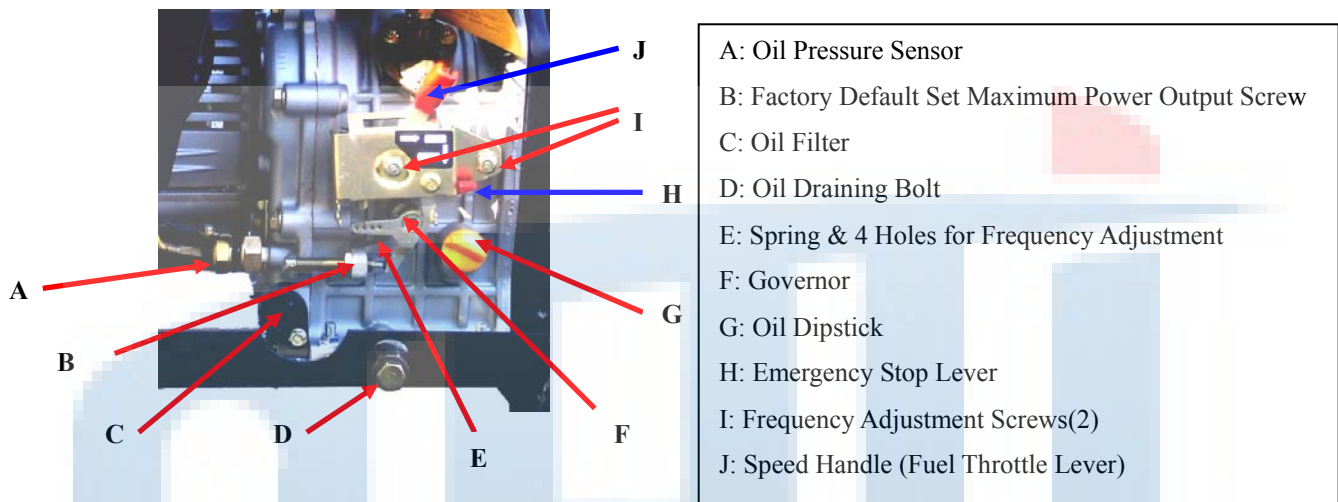 J
I
H
A
G
B
C
D
E
F
A: Oil Pressure Sensor
B: Factory Default Set Maximum Power Output Screw
C: Oil Filter
D: Oil Draining Bolt
E: Spring & 4 Holes for Frequency Adjustment
F: Governor
G: Oil Dipstick
H: Emergency Stop Lever
I: Frequency Adjustment Screws(2)
J: Speed Handle (Fuel Throttle Lever)